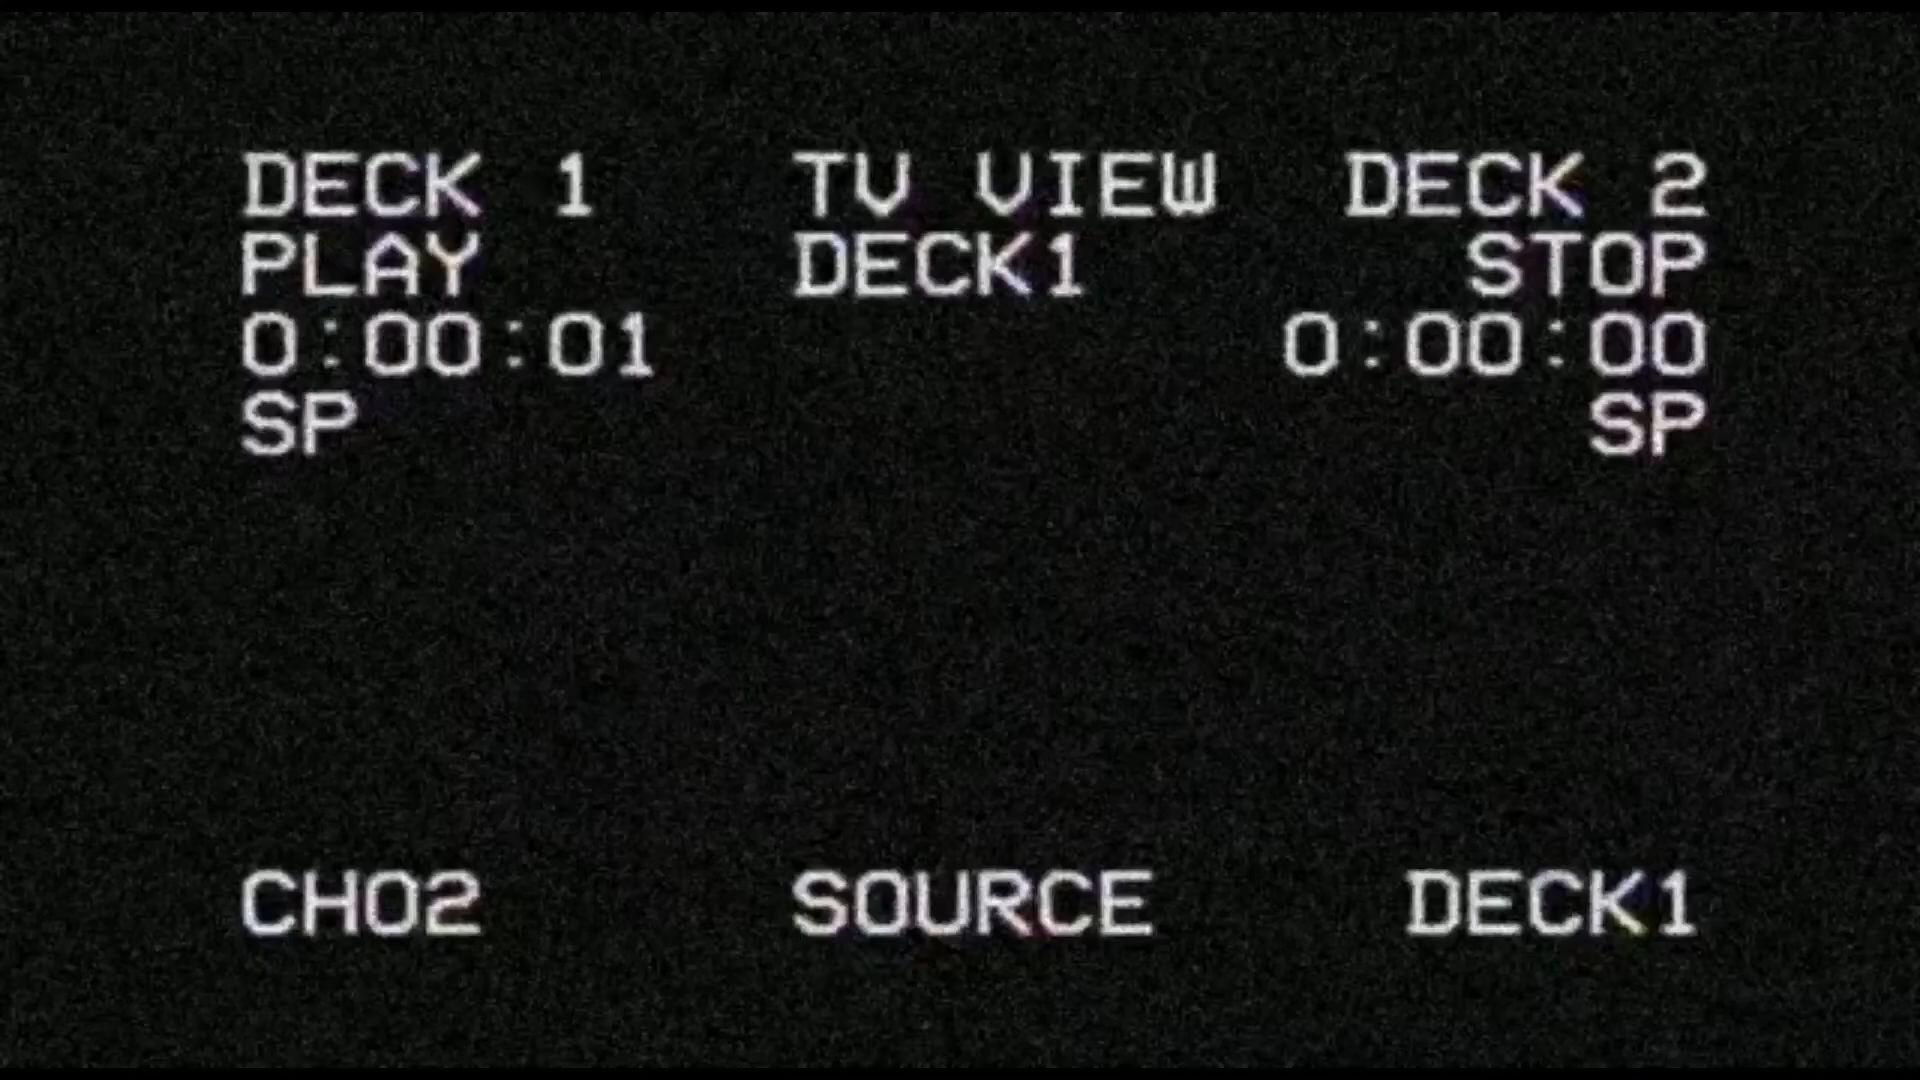 DECK 1 TV VIEW DECK 2
PLAY DECK1 STOP
0:00:01 0:00:00
SP SP
CH02 SOURCE DECK1